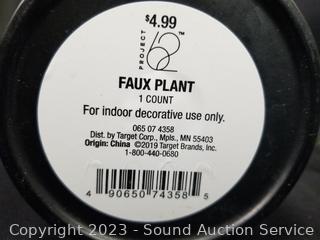 $4.99
PROJECT
62™
FAUX PLANT
1 COUNT
For indoor decorative use only.
065 07 4358
Dist. by Target Corp., Mpls., MN 55403
Origin: China ©2019 Target Brands, Inc.
1-800-440-0680
4 90650 74358 5
© 2023 - Sound Auction Service